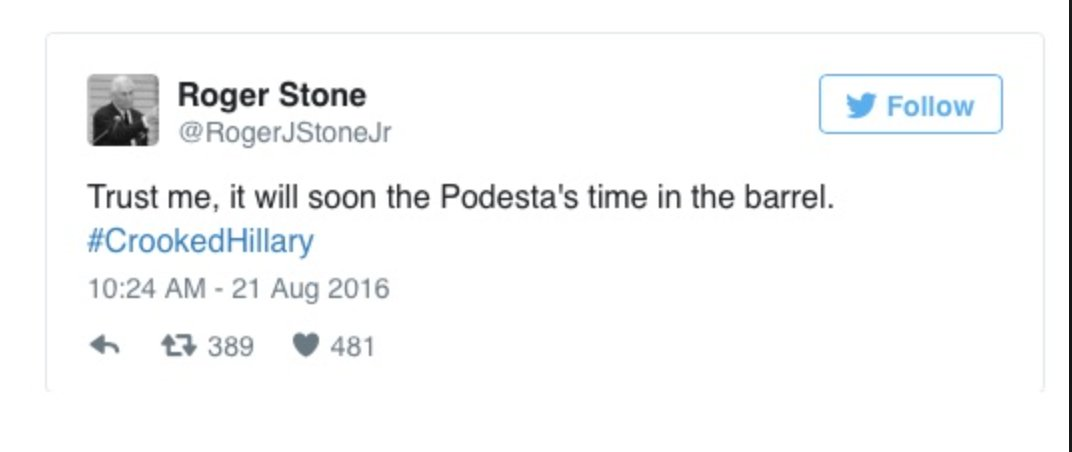 Roger Stone
@RogerJStoneJr
Follow
Trust me, it will soon the Podesta's time in the barrel.
#CrookedHillary
10:24 AM - 21 Aug 2016
389 481